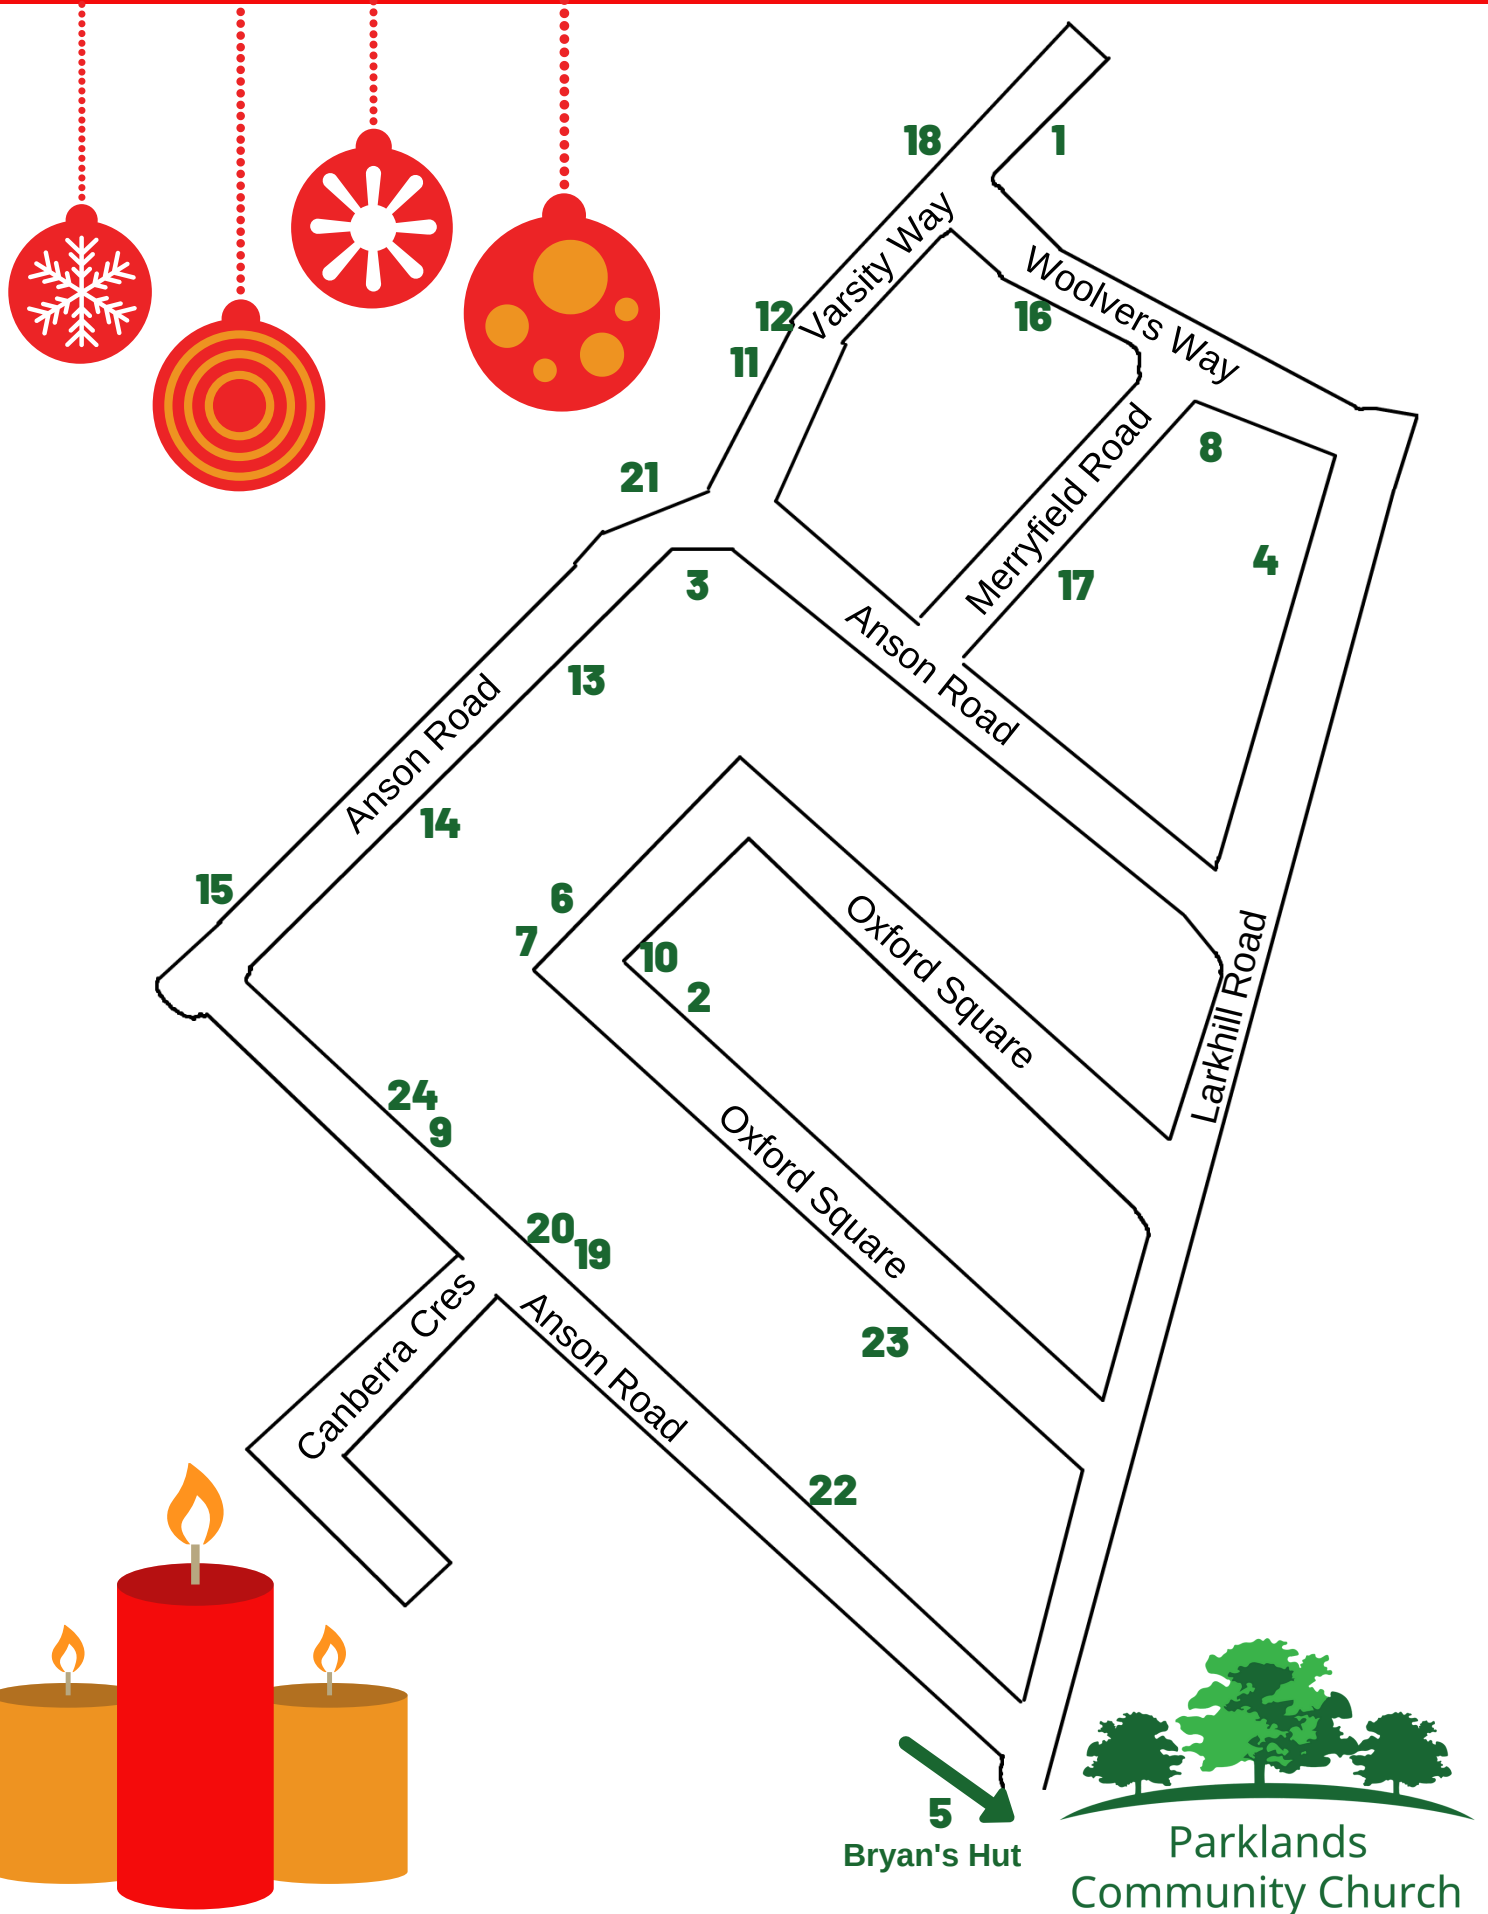 18
1
Varsity Way
Woolvers Way
12
16
11
8
21
Merryfield Road
4
3
17
Anson Road
13
Anson Road
14
15
6
7
10
2
Oxford Square
Larkhill Road
24
9
Oxford Square
20
19
Canberra Cres
Anson Road
23
22
5
Bryan's Hut
Parklands
Community Church